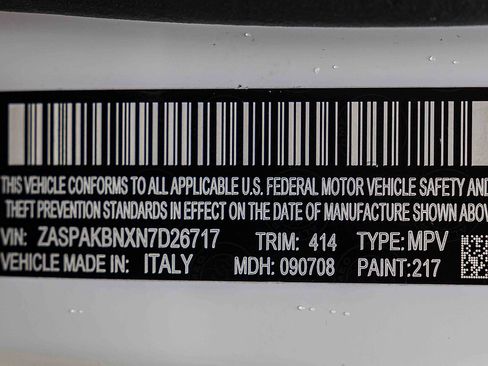 THIS VEHICLE CONFORMS TO ALL APPLICABLE U.S. FEDERAL MOTOR VEHICLE SAFETY AND
THEFT PREVENTION STANDARDS IN EFFECT ON THE DATE OF MANUFACTURE SHOWN ABOV
VIN: ZASPAKBNXN7D26717 TRIM: 414 TYPE: MPV
VEHICLE MADE IN: ITALY MDH: 090708 PAINT: 217